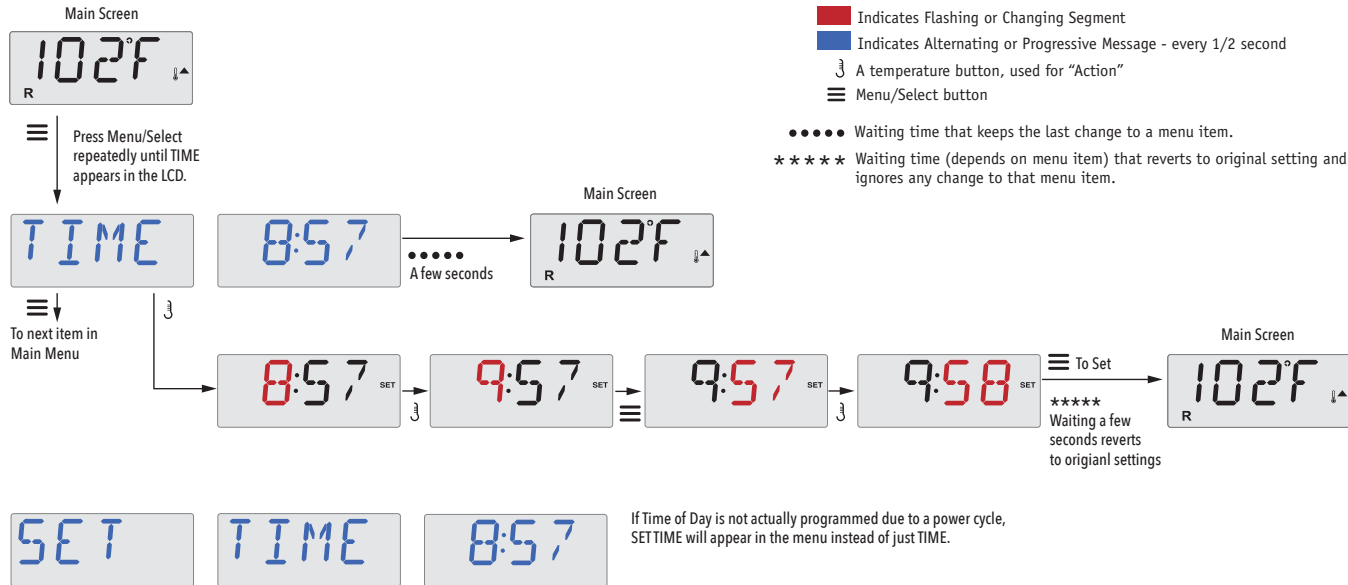 Main Screen
102°F
R
Indicates Flashing or Changing Segment
Indicates Alternating or Progressive Message - every 1/2 second
A temperature button, used for “Action”
Menu/Select button
Waiting time that keeps the last change to a menu item.
***** Waiting time (depends on menu item) that reverts to original setting and
ignores any change to that menu item.
Press Menu/Select
repeatedly until TIME
appears in the LCD.
TIME
8:57
•••••
A few seconds
Main Screen
102°F
R
To next item in
Main Menu
8:57 SET
9:57 SET
9:57 SET
9:58 SET
To Set
*****
Waiting a few
seconds reverts
to origianl settings
Main Screen
102°F
R
SET
TIME
8:57
If Time of Day is not actually programmed due to a power cycle,
SET TIME will appear in the menu instead of just TIME.